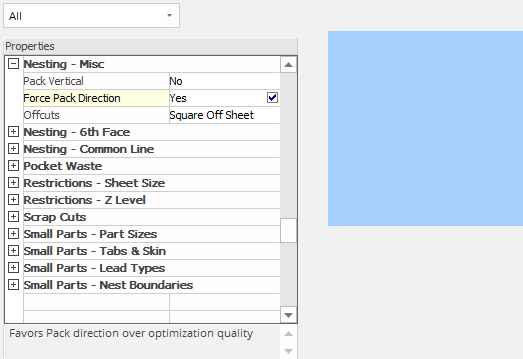 All
Properties
Nesting - Misc
Pack Vertical No
Force Pack Direction Yes
Offcuts Square Off Sheet
Nesting - 6th Face
Nesting - Common Line
Pocket Waste
Restrictions - Sheet Size
Restrictions - Z Level
Scrap Cuts
Small Parts - Part Sizes
Small Parts - Tabs & Skin
Small Parts - Lead Types
Small Parts - Nest Boundaries
Favors Pack direction over optimization quality